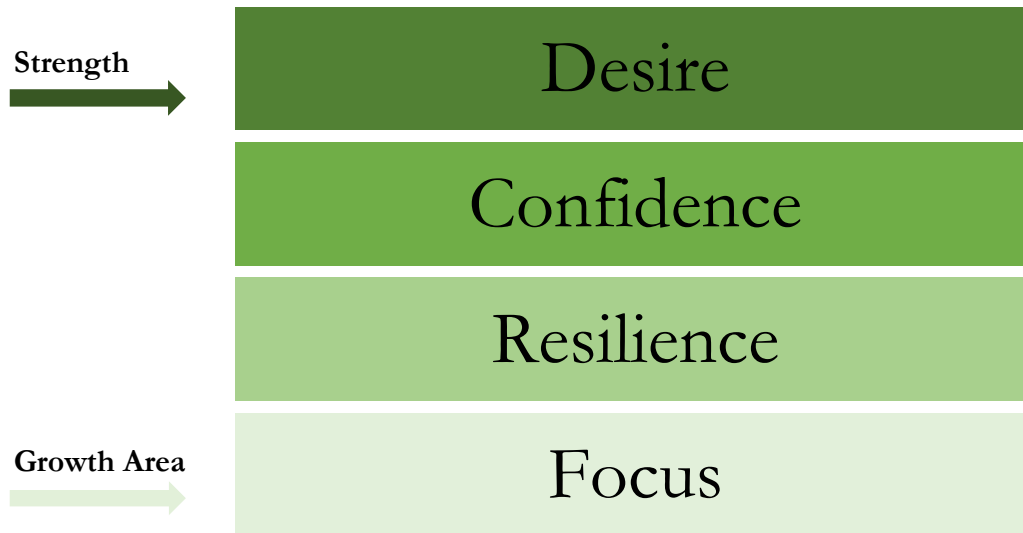 Strength
Desire
Confidence
Resilience
Growth Area
Focus